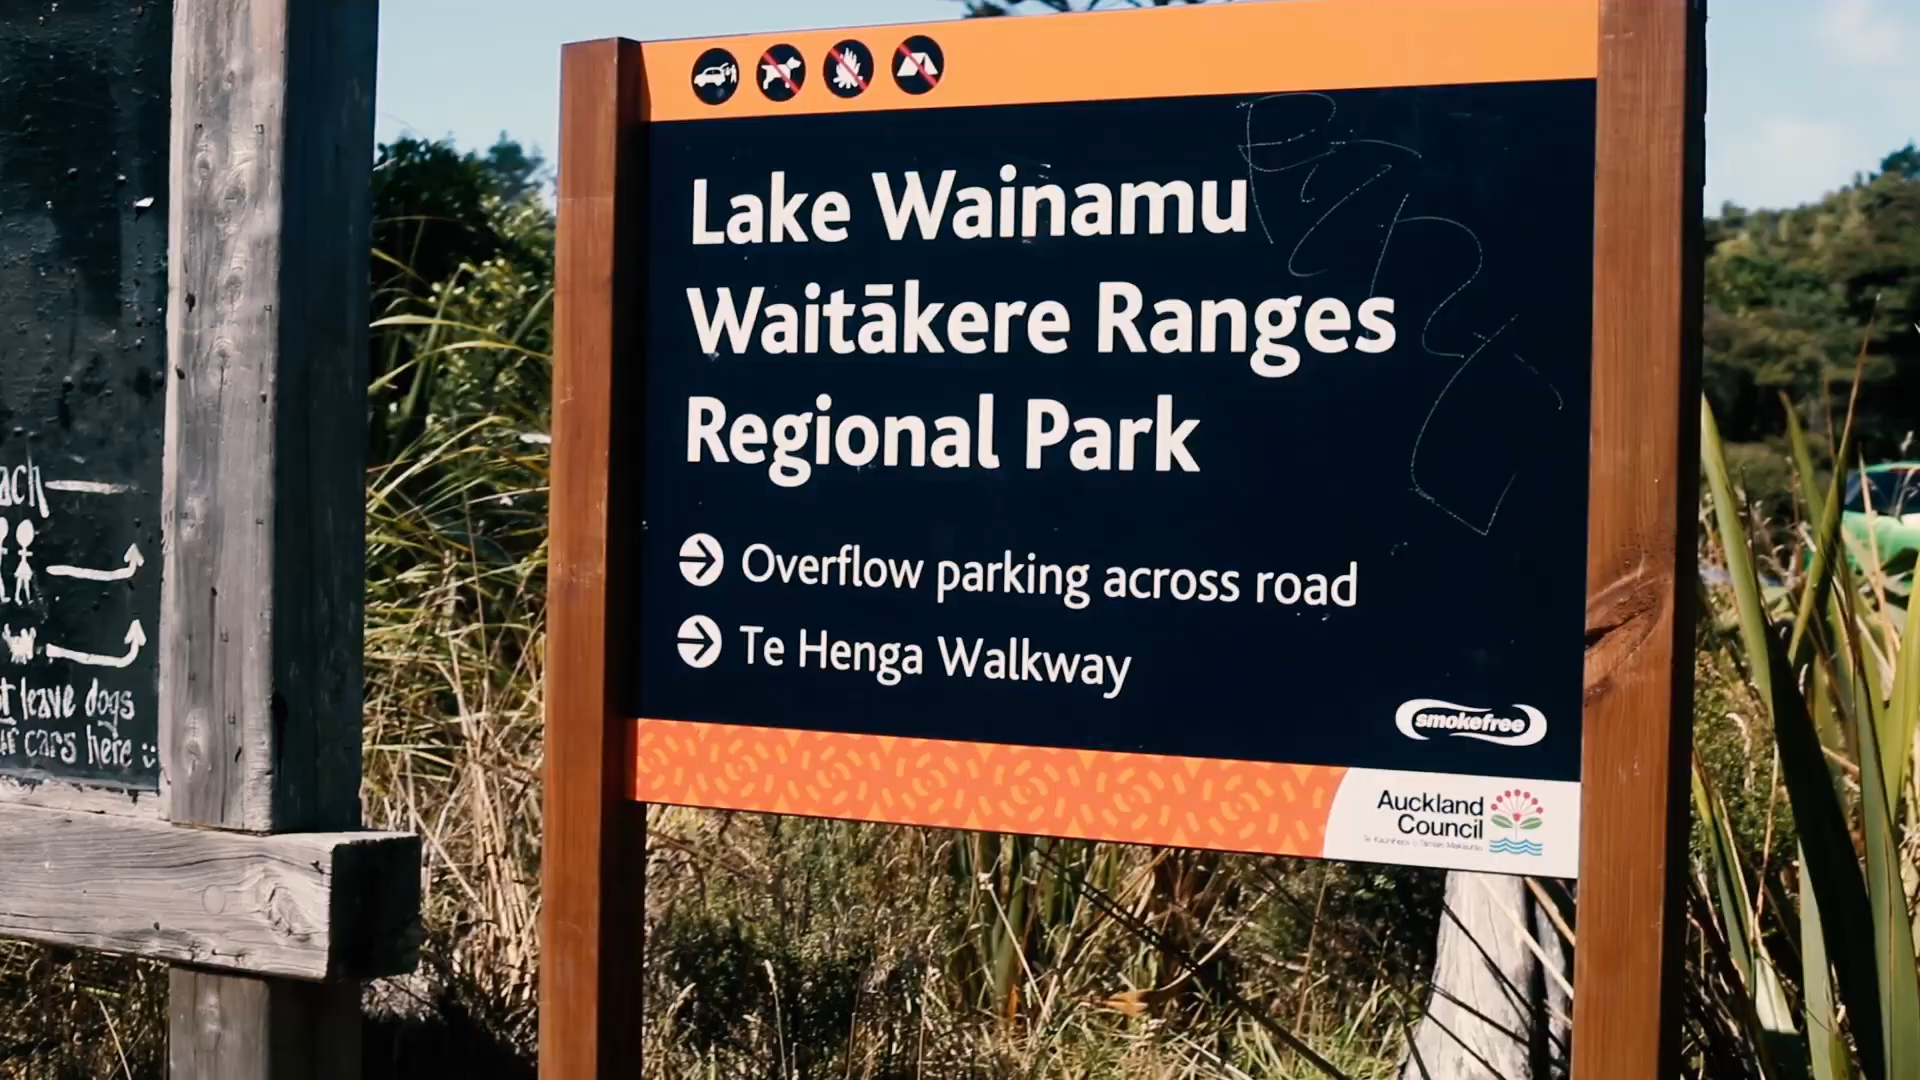 leave dogs
cars here
Lake Wainamu
Waitākere Ranges
Regional Park
Overflow parking across road
Te Henga Walkway
smokefree
Auckland
Council